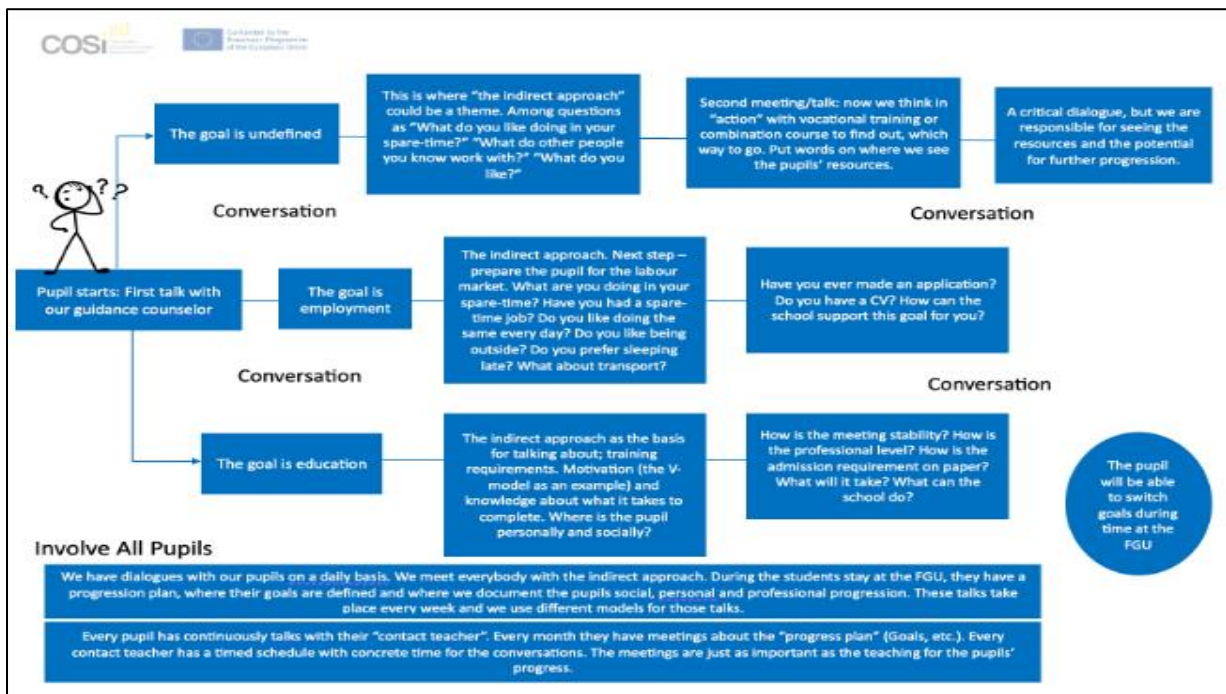 COSI.ed
Co-funded by the
Erasmus+ Programme
of the European Union
The goal is undefined
This is where "the indirect approach"
could be a theme. Among questions
as "What do you like doing in your
spare-time?" "What do other people
you know work with?" "What do you
like?"
Second meeting/talk: now we think in
"action" with vocational training or
combination course to find out, which
way to go. Put words on where we see
the pupils' resources.
A critical dialogue, but we are
responsible for seeing the
resources and the potential
for further progression.
? ? ?
Conversation
Conversation
Pupil starts: First talk with
our guidance counselor
The goal is
employment
The indirect approach. Next step –
prepare the pupil for the labour
market. What are you doing in your
spare-time? Have you had a spare-
time job? Do you like doing the
same every day? Do you like being
outside? Do you prefer sleeping
late? What about transport?
Have you ever made an application?
Do you have a CV? How can the
school support this goal for you?
Conversation
Conversation
The goal is education
The indirect approach as the basis
for talking about; training
requirements. Motivation (the V-
model as an example) and
knowledge about what it takes to
complete. Where is the pupil
personally and socially?
How is the meeting stability? How is
the professional level? How is the
admission requirement on paper?
What will it take? What can the
school do?
The pupil
will be able
to switch
goals during
time at the
FGU
Involve All Pupils
We have dialogues with our pupils on a daily basis. We meet everybody with the indirect approach. During the students stay at the FGU, they have a
progression plan, where their goals are defined and where we document the pupils social, personal and professional progression. These talks take
place every week and we use different models for those talks.
Every pupil has continuously talks with their "contact teacher". Every month they have meetings about the "progress plan" (Goals, etc.). Every
contact teacher has a timed schedule with concrete time for the conversations. The meetings are just as important as the teaching for the pupils'
progress.